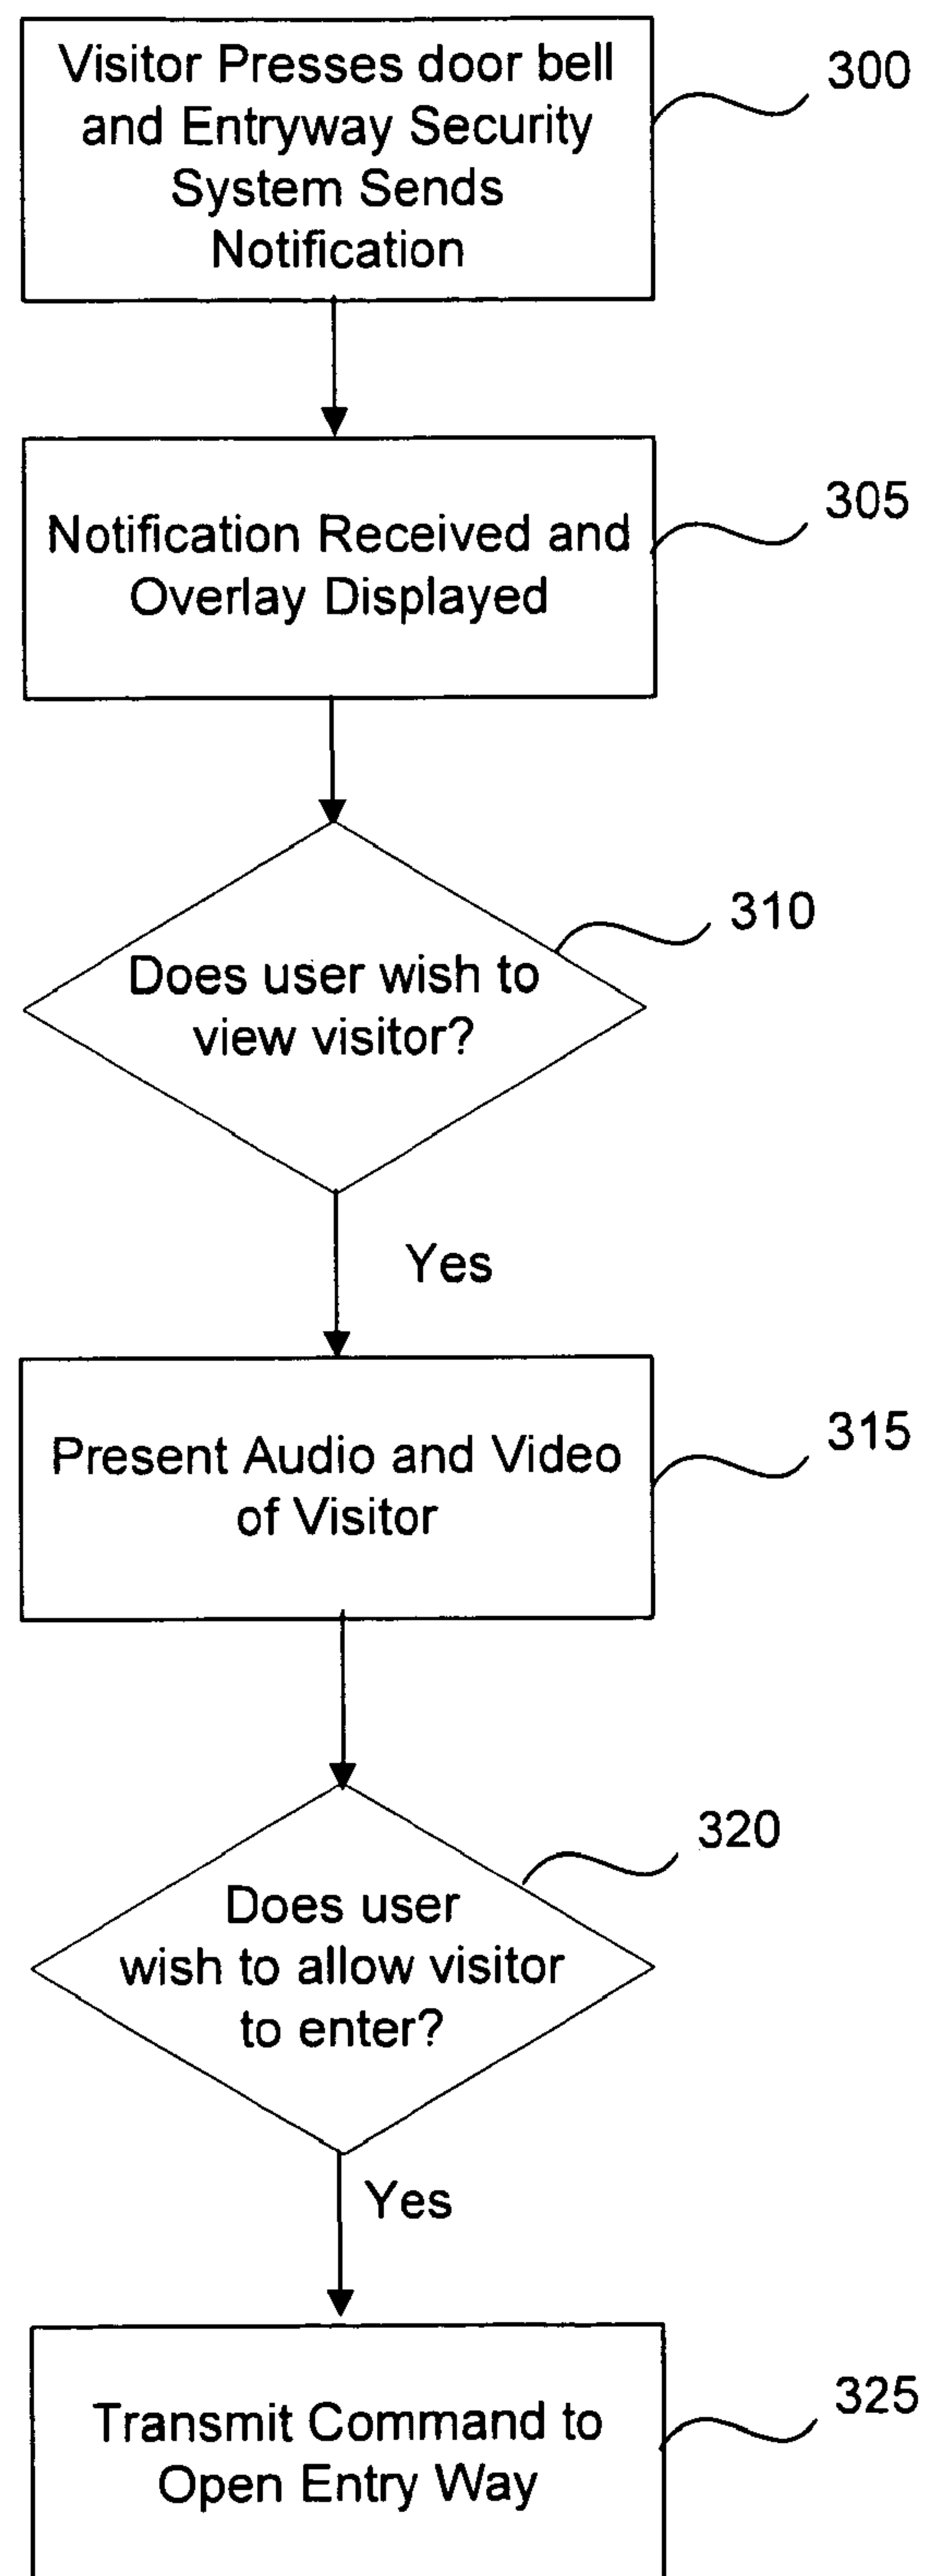 Visitor Presses door bell
and Entryway Security
System Sends
Notification
300
Notification Received and
Overlay Displayed
305
Does user wish to
view visitor?
310
Yes
Present Audio and Video
of Visitor
315
Does user
wish to allow visitor
to enter?
320
Yes
Transmit Command to
Open Entry Way
325